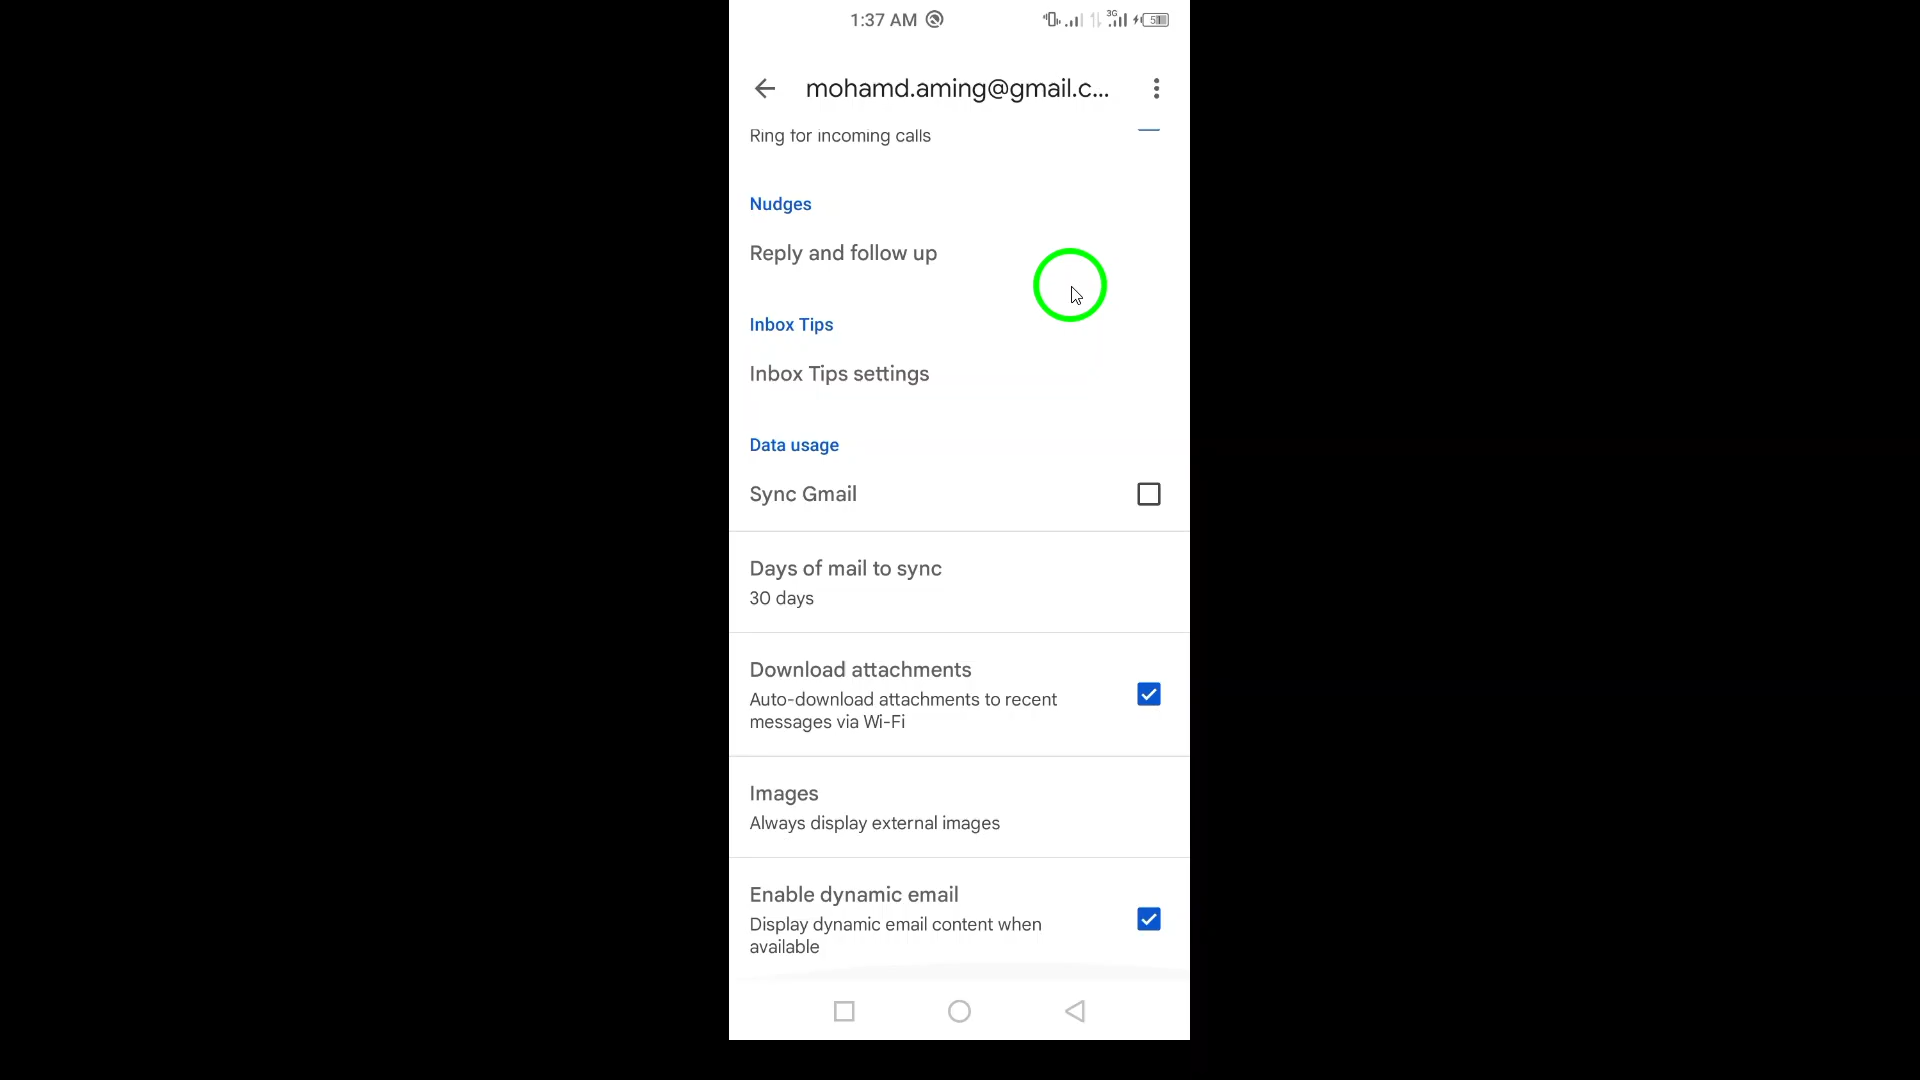 1:37 AM
3G
mohamd.aming@gmail.c...
Ring for incoming calls
Nudges
Reply and follow up
Inbox Tips
Inbox Tips settings
Data usage
Sync Gmail
Days of mail to sync
30 days
Download attachments
Auto-download attachments to recent
messages via Wi-Fi
Images
Always display external images
Enable dynamic email
Display dynamic email content when
available